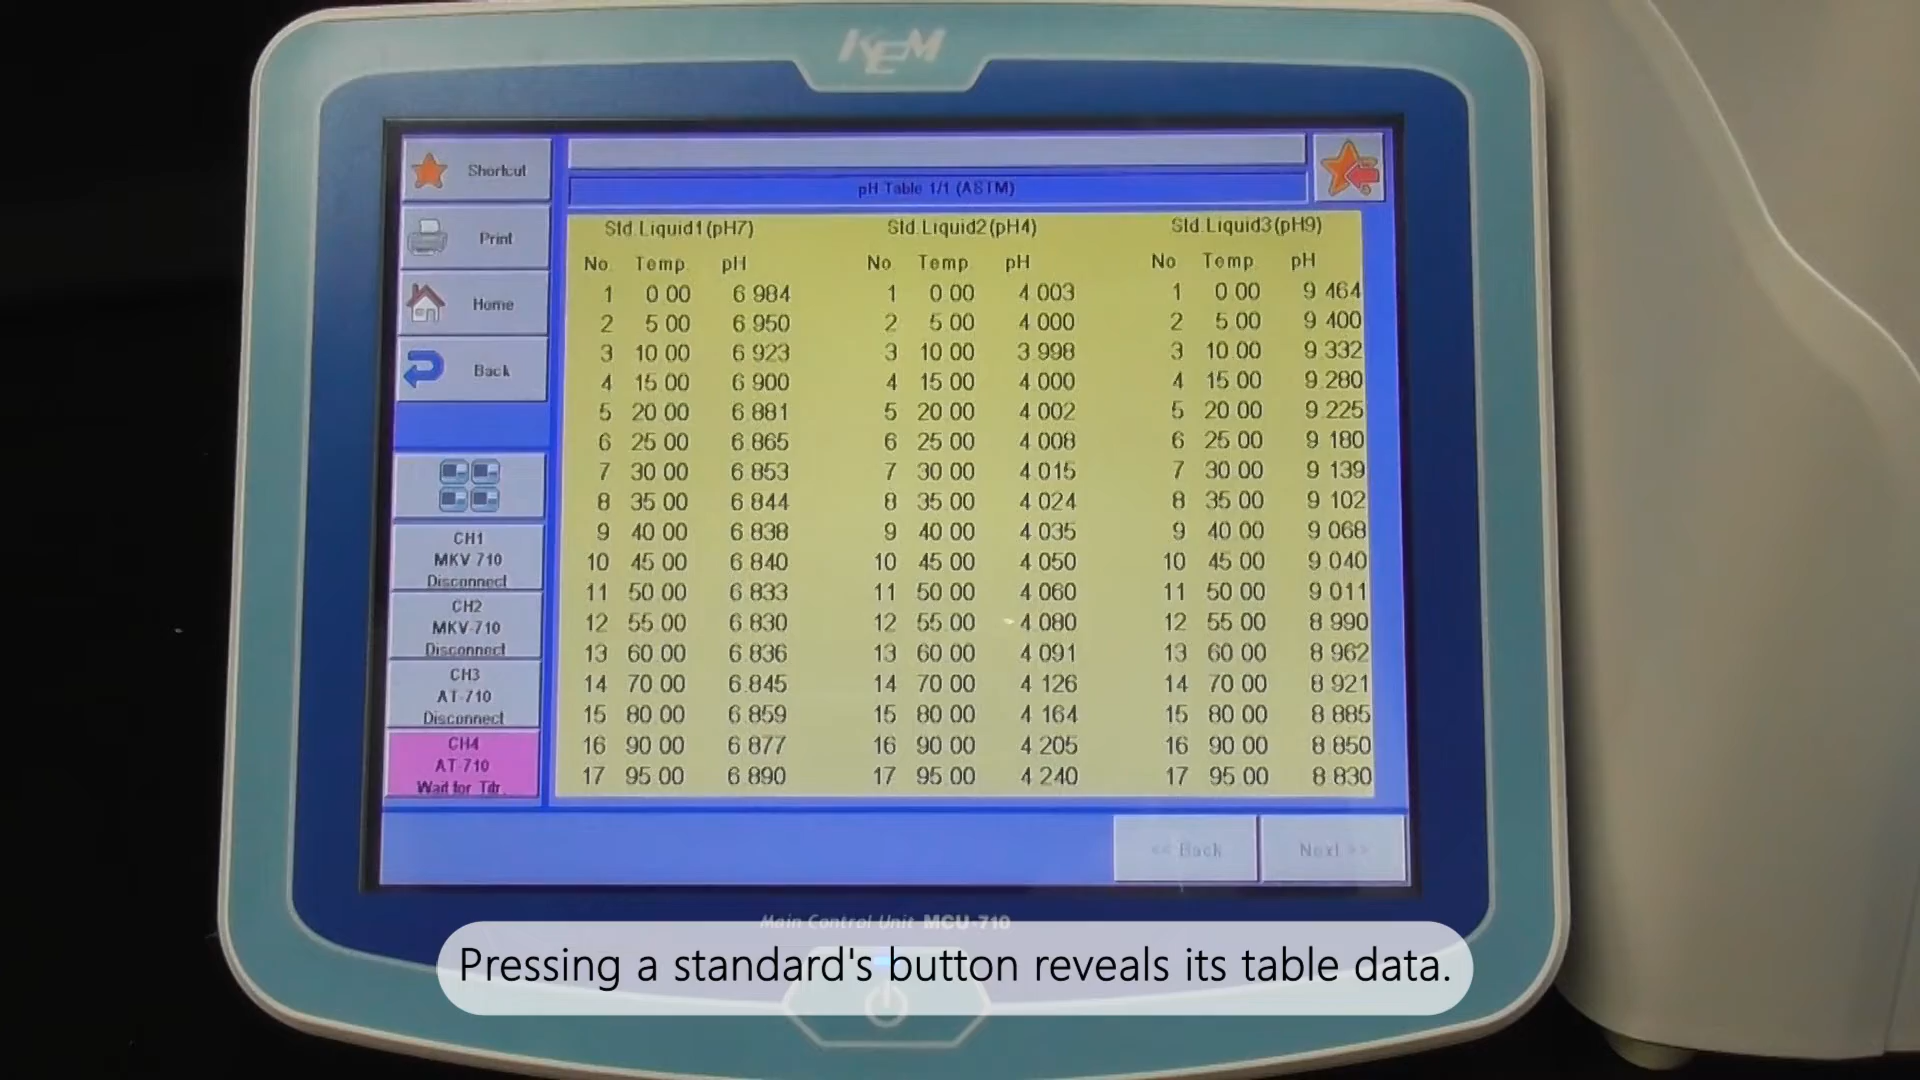 KEM
Shortcut
Print
Home
Back
CH1
MKV 710
Disconnect
CH2
MKV-710
Disconnect
CH3
AT-710
Disconnect
CH4
AT-710
Wait for Titr.
pH Table 1/1 (ASTM)
Std.Liquid1(pH7) Std.Liquid2(pH4) Std.Liquid3(pH9)
No. Temp. pH No Temp pH No Temp. pH
1 0.00 6.984 1 0.00 4.003 1 0.00 9.464
2 5.00 6.950 2 5.00 4.000 2 5.00 9.400
3 10.00 6.923 3 10.00 3.998 3 10.00 9.332
4 15.00 6.900 4 15.00 4.000 4 15.00 9.280
5 20.00 6.881 5 20.00 4.002 5 20.00 9.225
6 25.00 6.865 6 25.00 4.008 6 25.00 9.180
7 30.00 6.853 7 30.00 4.015 7 30.00 9.139
8 35.00 6.844 8 35.00 4.024 8 35.00 9.102
9 40.00 6.838 9 40.00 4.035 9 40.00 9.068
10 45.00 6.840 10 45.00 4.050 10 45.00 9.040
11 50.00 6.833 11 50.00 4.060 11 50.00 9.011
12 55.00 6.830 12 55.00 4.080 12 55.00 8.990
13 60.00 6.836 13 60.00 4.091 13 60.00 8.962
14 70.00 6.845 14 70.00 4.126 14 70.00 8.921
15 80.00 6.859 15 80.00 4.164 15 80.00 8.885
16 90.00 6.877 16 90.00 4.205 16 90.00 8.850
17 95.00 6.890 17 95.00 4.240 17 95.00 8.830
<< Back Next >>
Main Control Unit MCU-710
Pressing a standard's button reveals its table data.